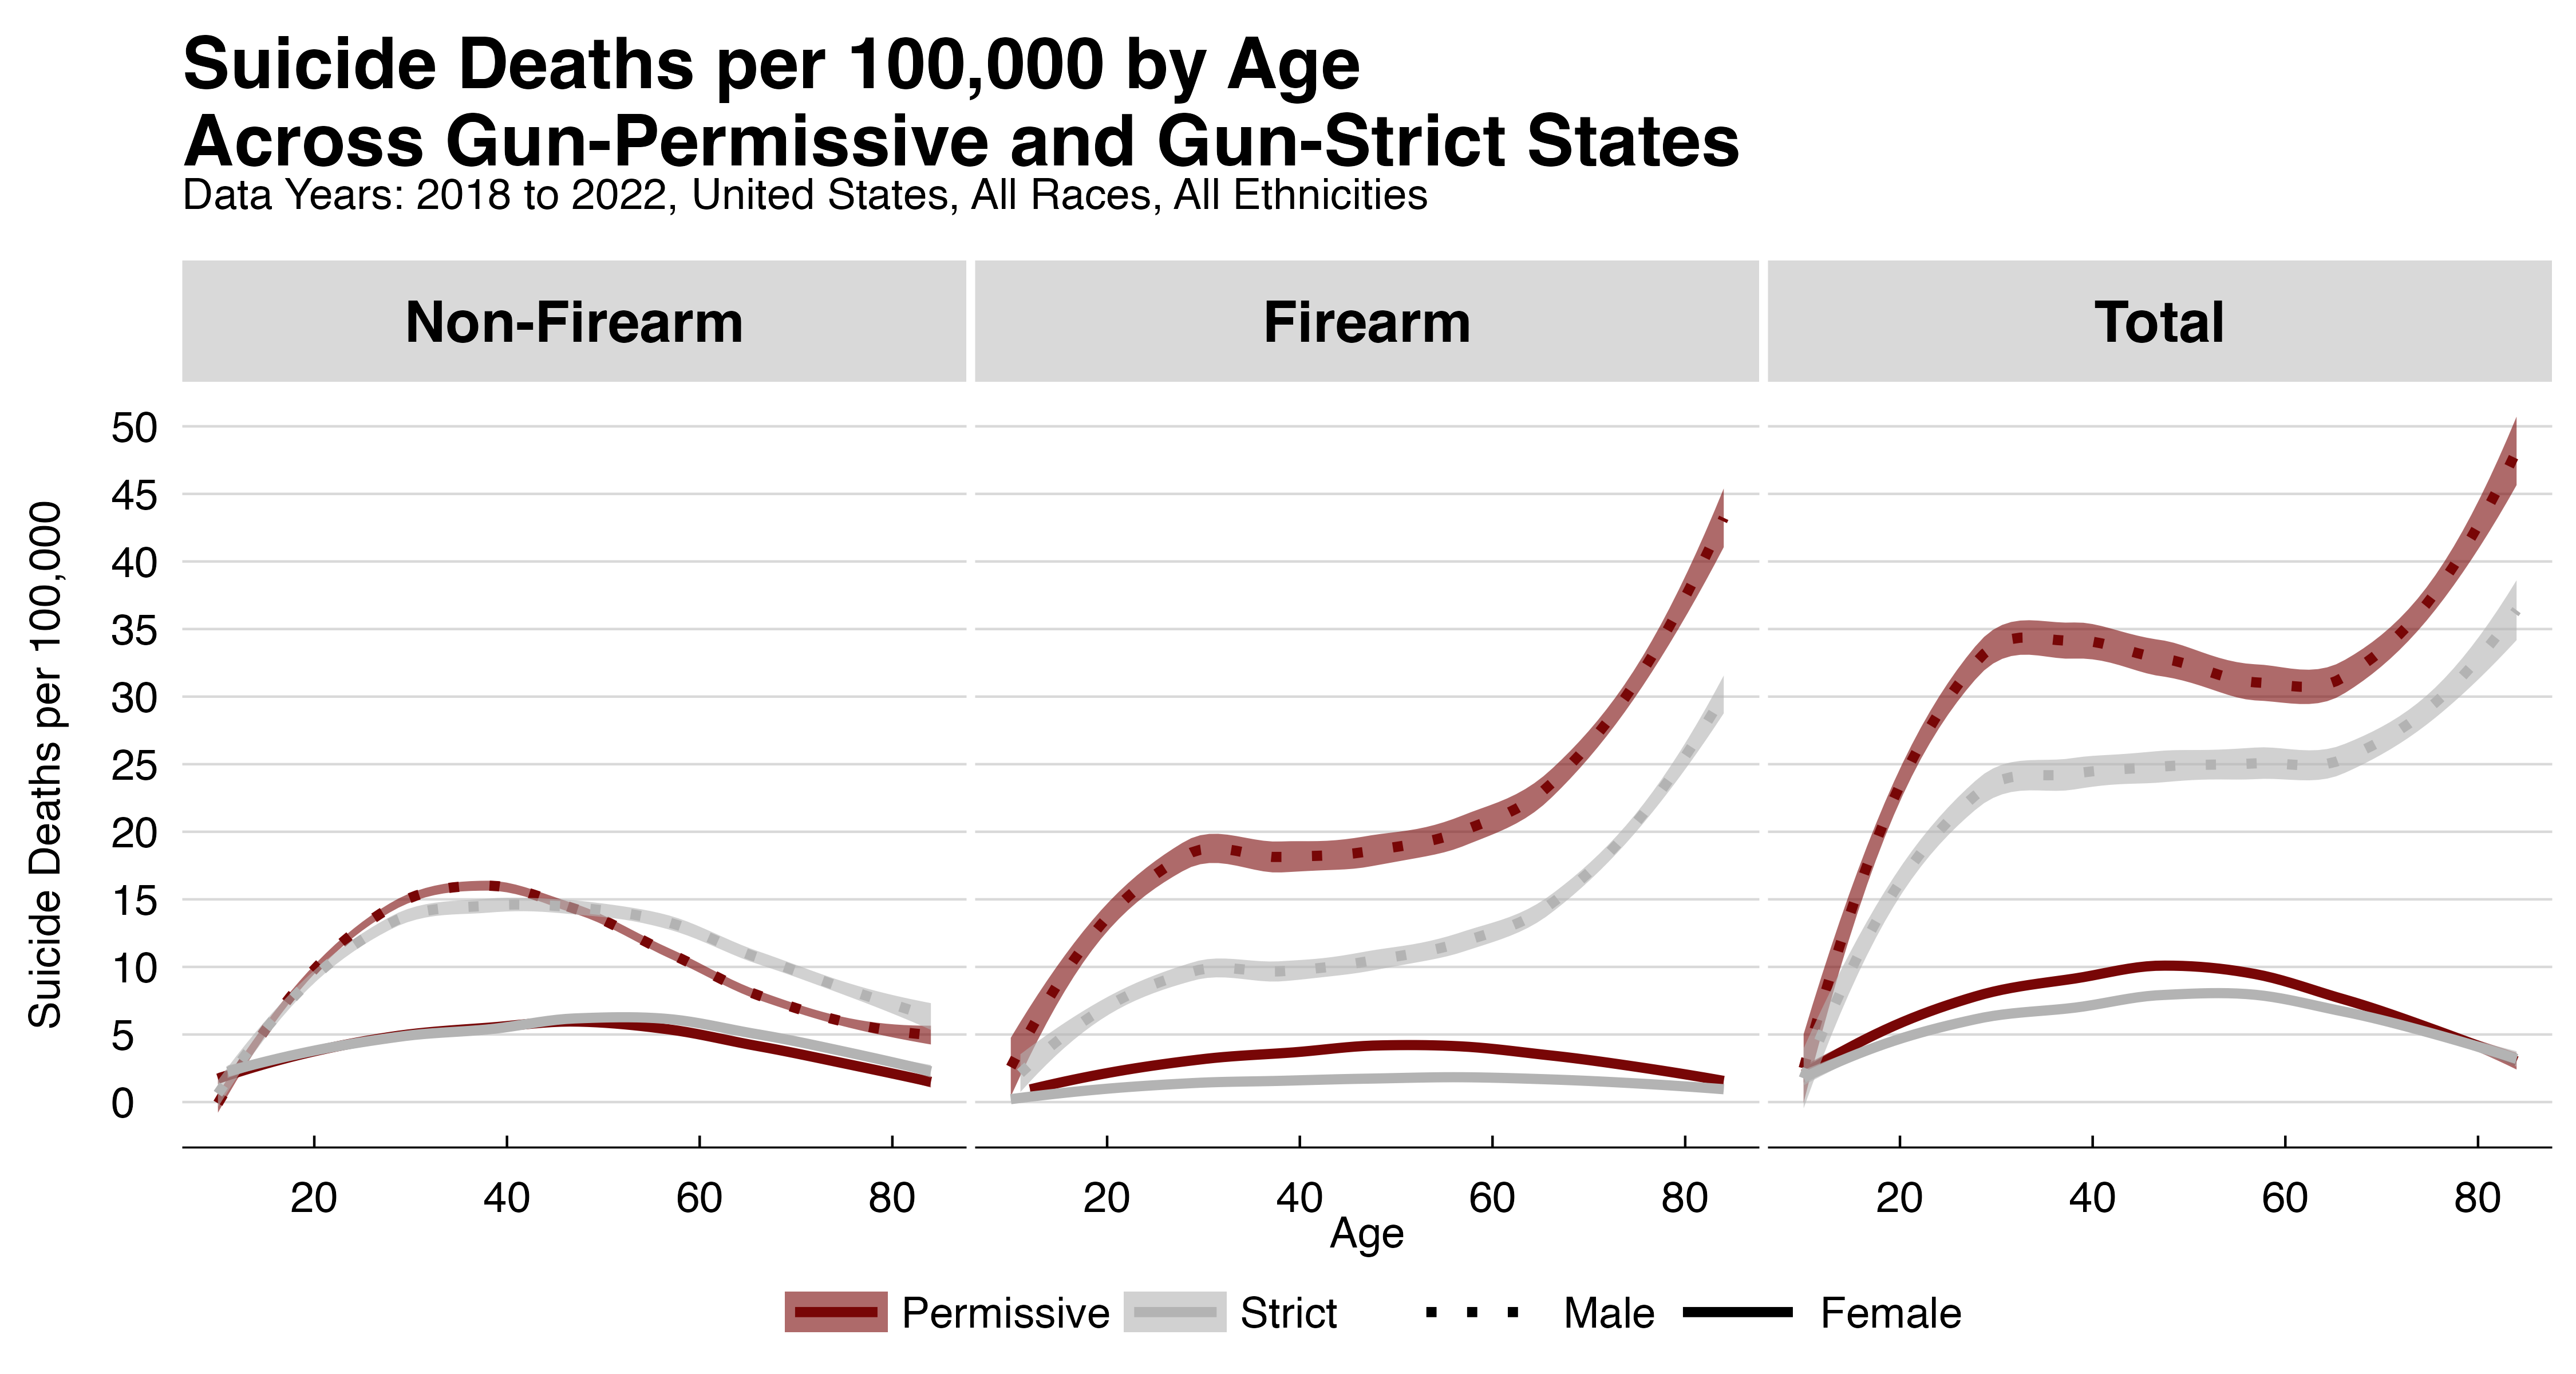 Suicide Deaths per 100,000 by Age
Across Gun-Permissive and Gun-Strict States
Data Years: 2018 to 2022, United States, All Races, All Ethnicities
Non-Firearm
Firearm
Total
Suicide Deaths per 100,000
50
45
40
35
30
25
20
15
10
5
0
20 40 60 80
20 40 60 80
20 40 60 80
Age
Permissive Strict Male Female